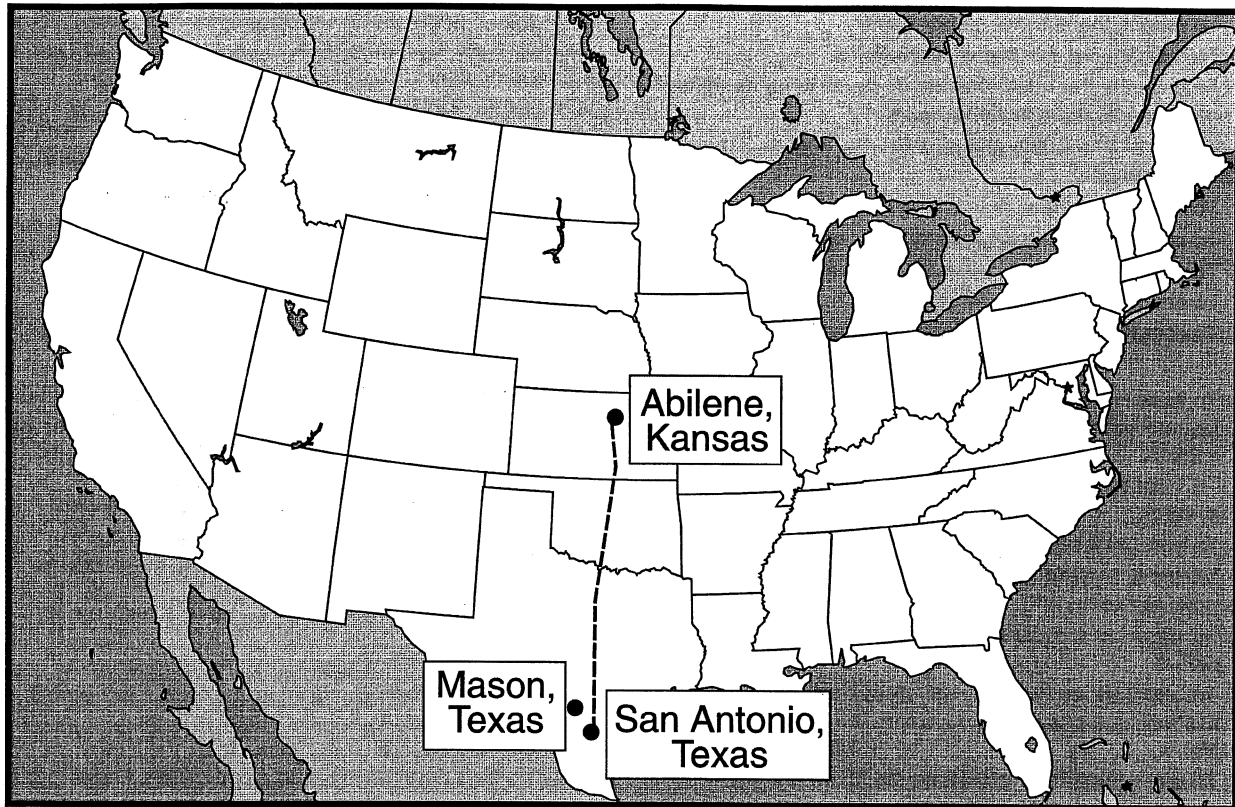 Abilene,
Kansas
Mason,
Texas
San Antonio,
Texas